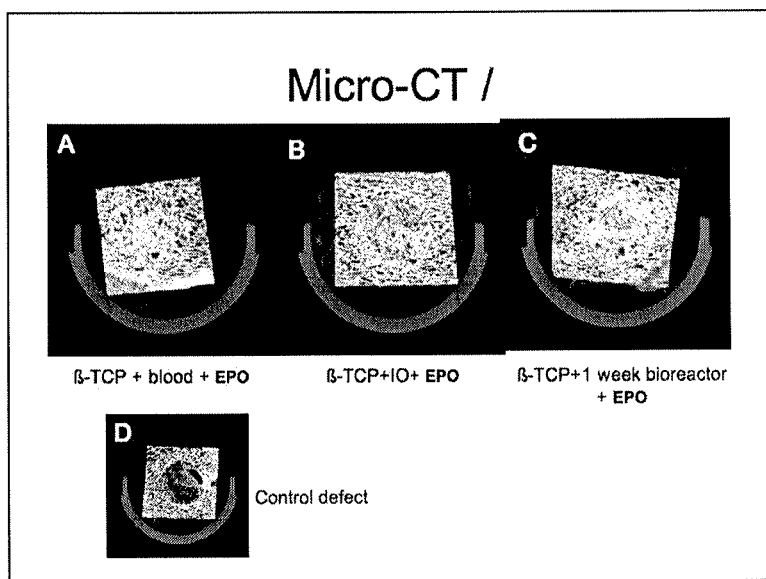 Micro-CT /
A
B
C
ß-TCP + blood + EPO
ß-TCP+IO+ EPO
ß-TCP+1 week bioreactor
+ EPO
D
Control defect